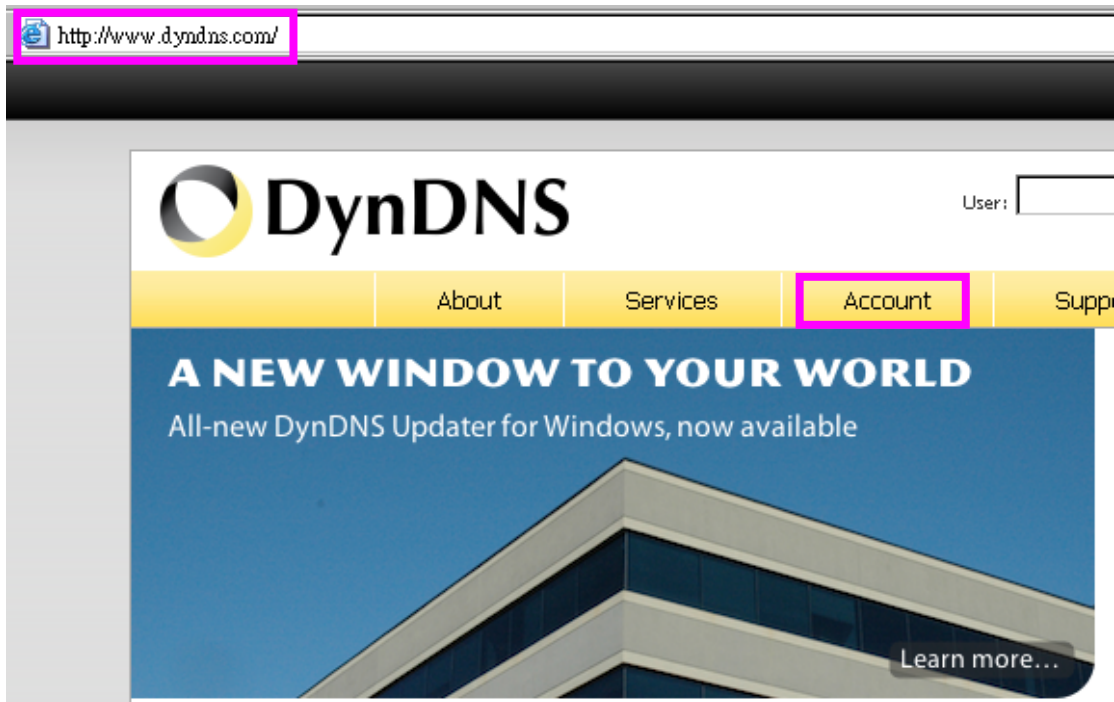 http://www.dyndns.com/
DynDNS
User:
About Services Account Supp
A NEW WINDOW TO YOUR WORLD
All-new DynDNS Updater for Windows, now available
Learn more...